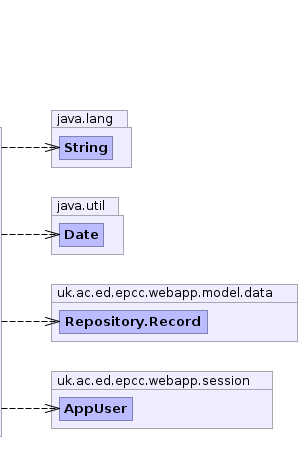 java.lang
String
java.util
Date
uk.ac.ed.epcc.webapp.model.data
Repository.Record
uk.ac.ed.epcc.webapp.session
AppUser